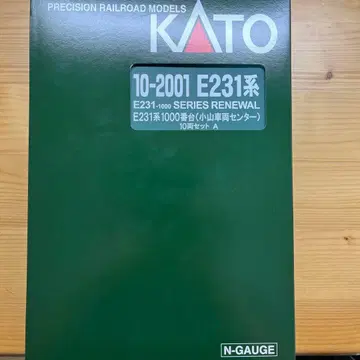 PRECISION RAILROAD MODELS
KATO
10-2001 E231系
E231-1000 SERIES RENEWAL
E231系1000番台(小山車両センター)
10両セット A
N-GAUGE